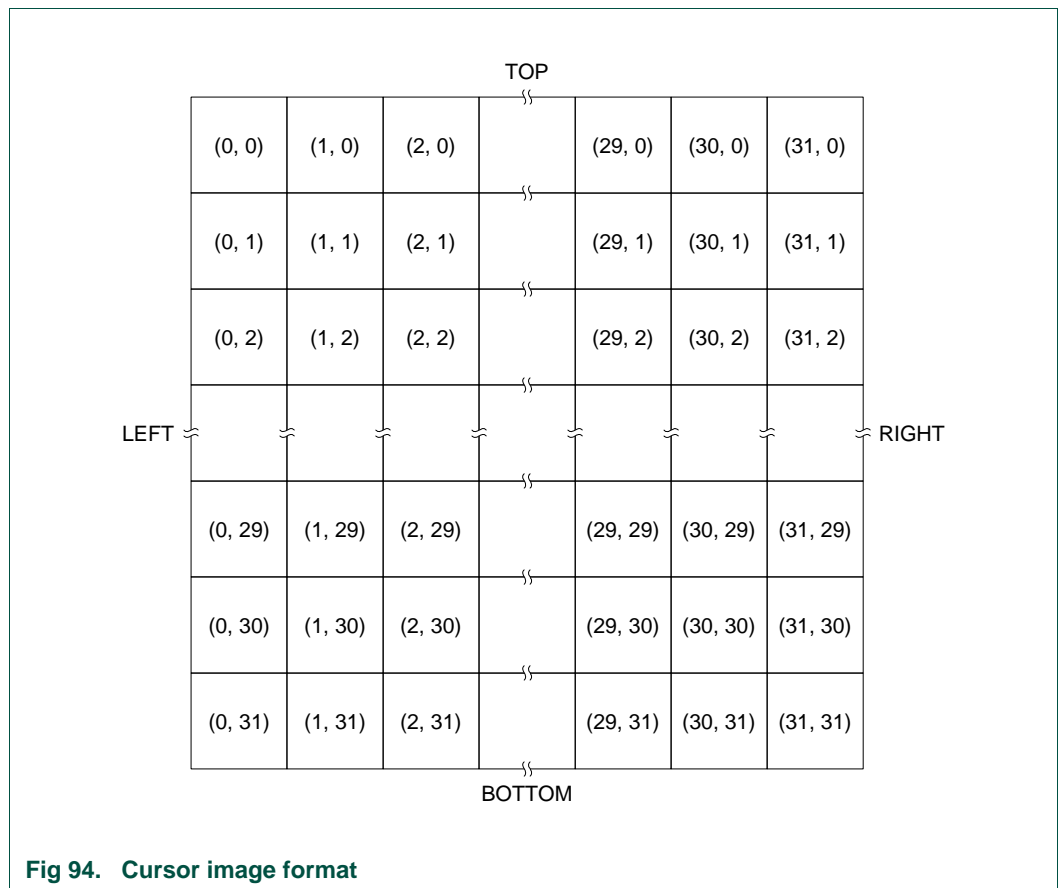 TOP
(0, 0) (1, 0) (2, 0) (29, 0) (30, 0) (31, 0)
(0, 1) (1, 1) (2, 1) (29, 1) (30, 1) (31, 1)
(0, 2) (1, 2) (2, 2) (29, 2) (30, 2) (31, 2)
LEFT RIGHT
(0, 29) (1, 29) (2, 29) (29, 29) (30, 29) (31, 29)
(0, 30) (1, 30) (2, 30) (29, 30) (30, 30) (31, 30)
(0, 31) (1, 31) (2, 31) (29, 31) (30, 31) (31, 31)
BOTTOM
Fig 94. Cursor image format